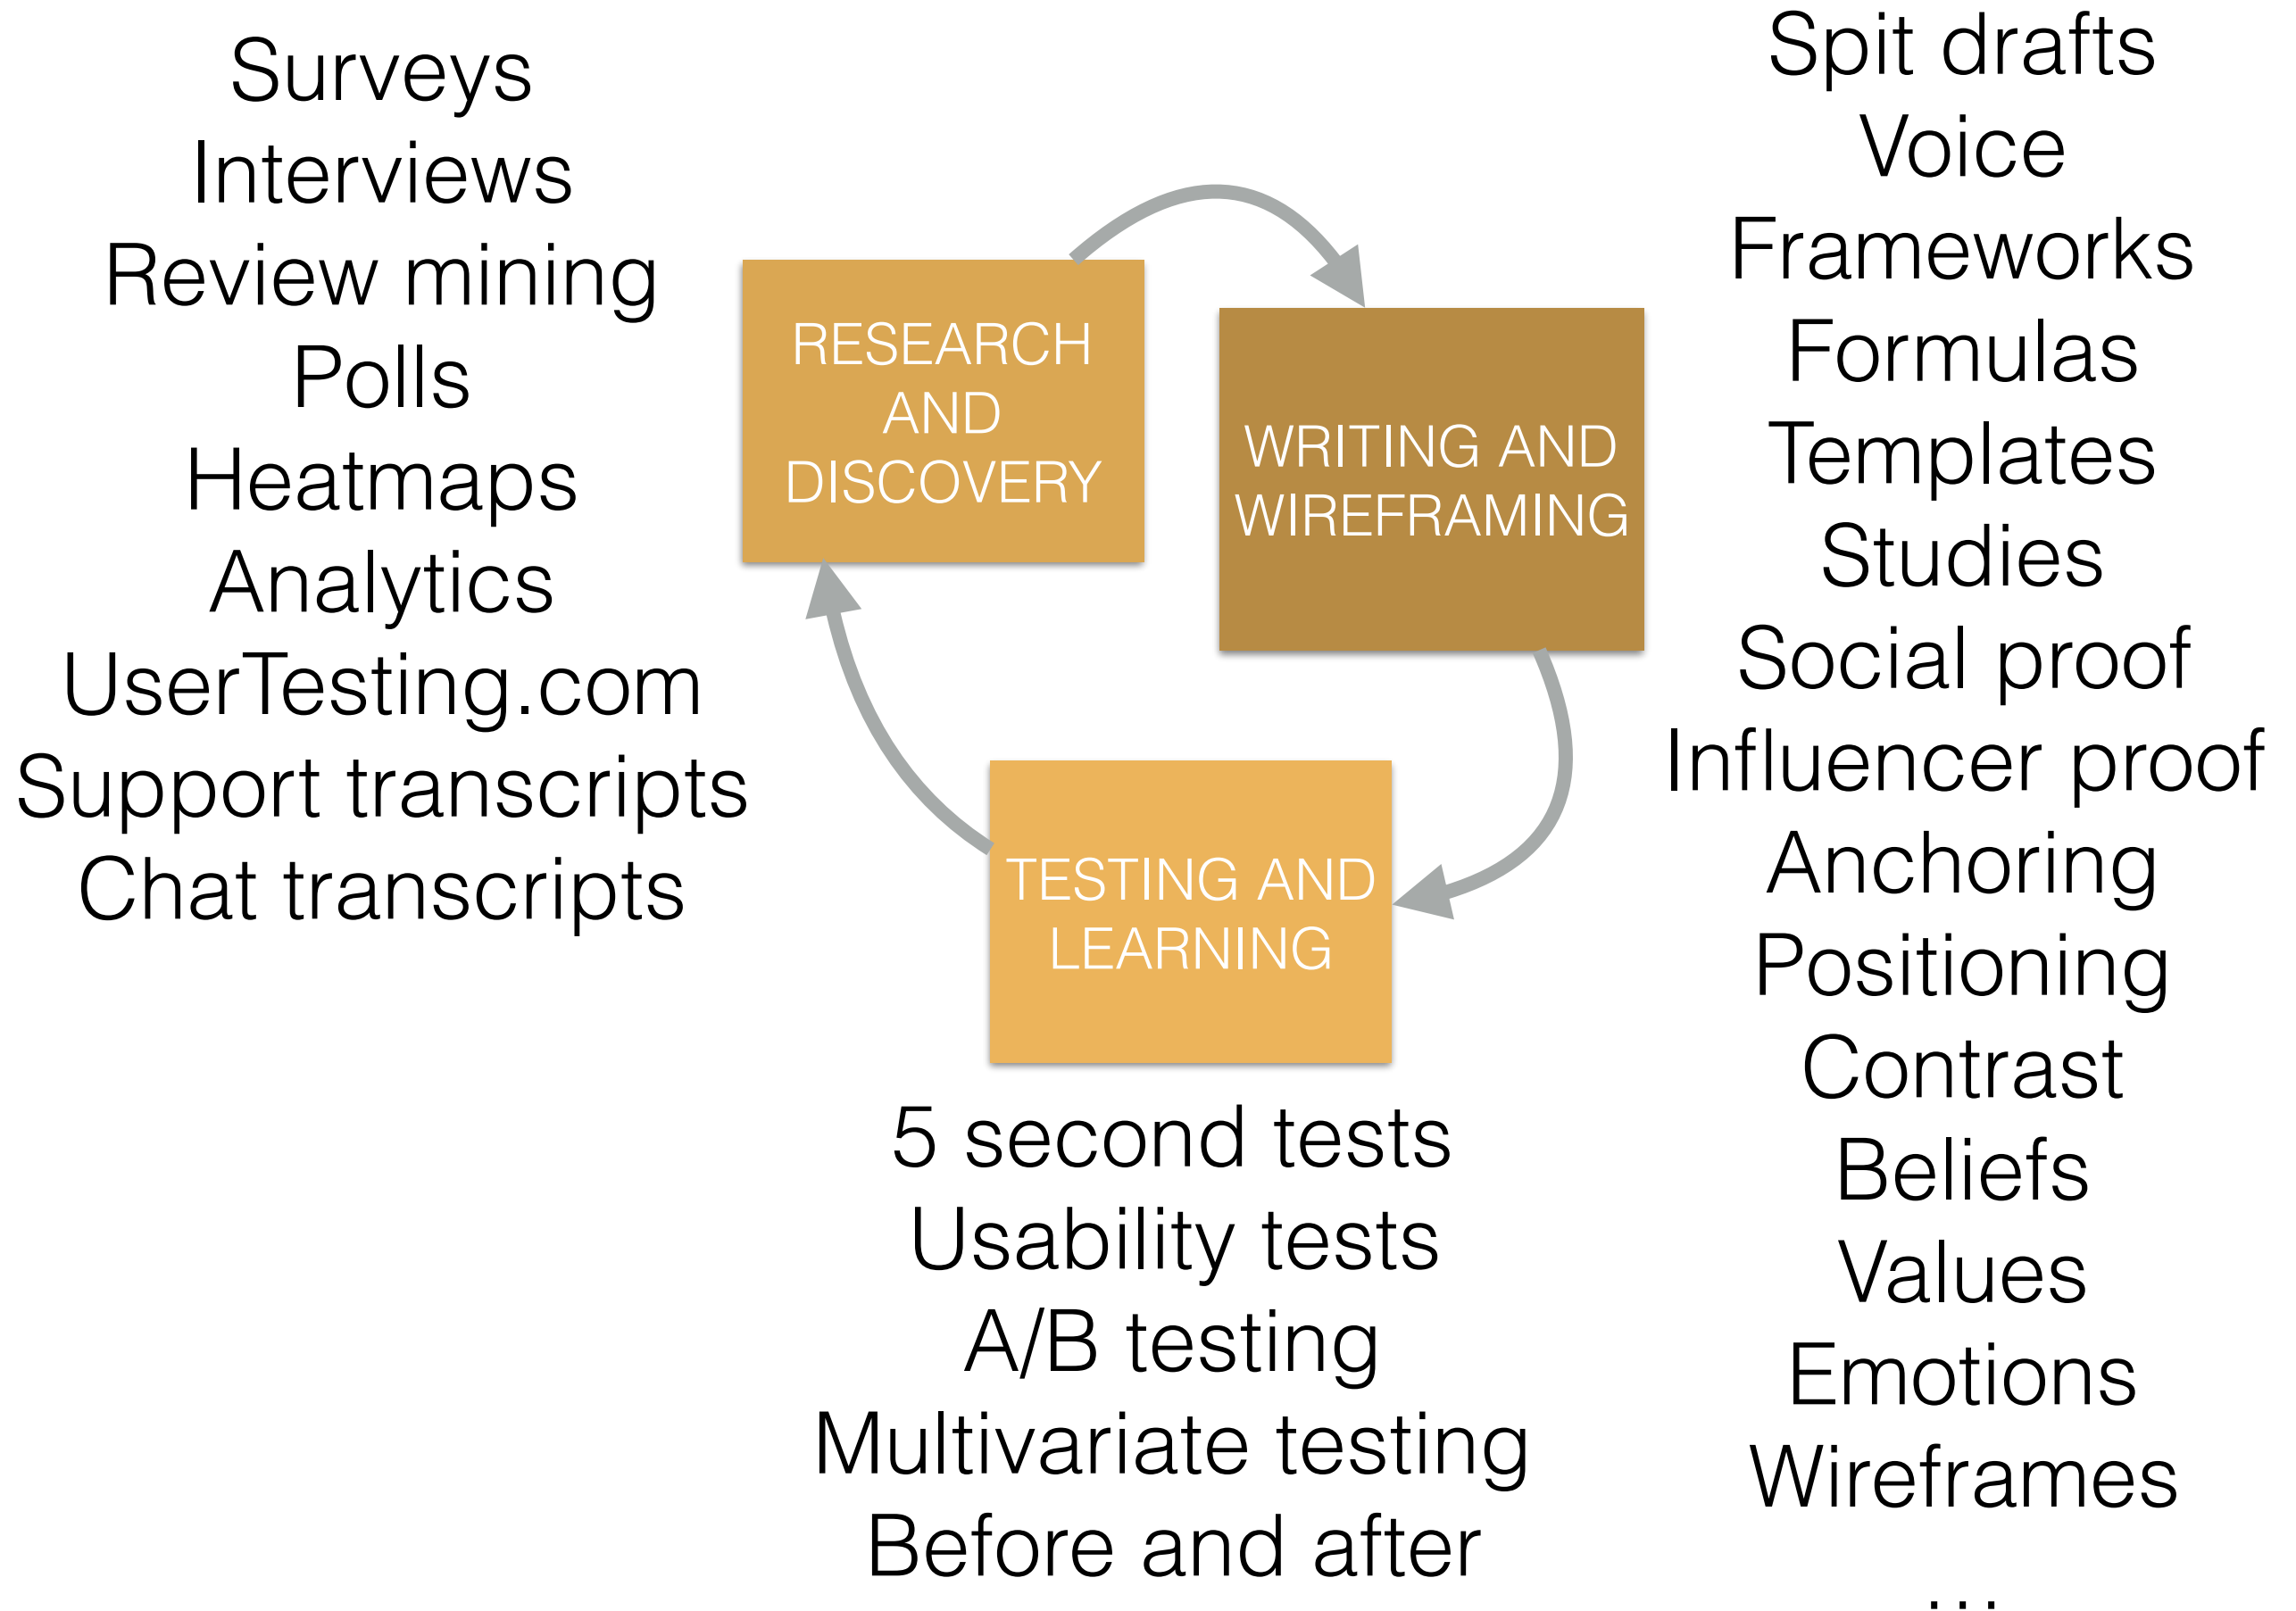 Surveys
Interviews
Review mining
Polls
Heatmaps
Analytics
UserTesting.com
Support transcripts
Chat transcripts
RESEARCH
AND
DISCOVERY
WRITING AND
WIREFRAMING
TESTING AND
LEARNING
5 second tests
Usability tests
A/B testing
Multivariate testing
Before and after
Spit drafts
Voice
Frameworks
Formulas
Templates
Studies
Social proof
Influencer proof
Anchoring
Positioning
Contrast
Beliefs
Values
Emotions
Wireframes
…